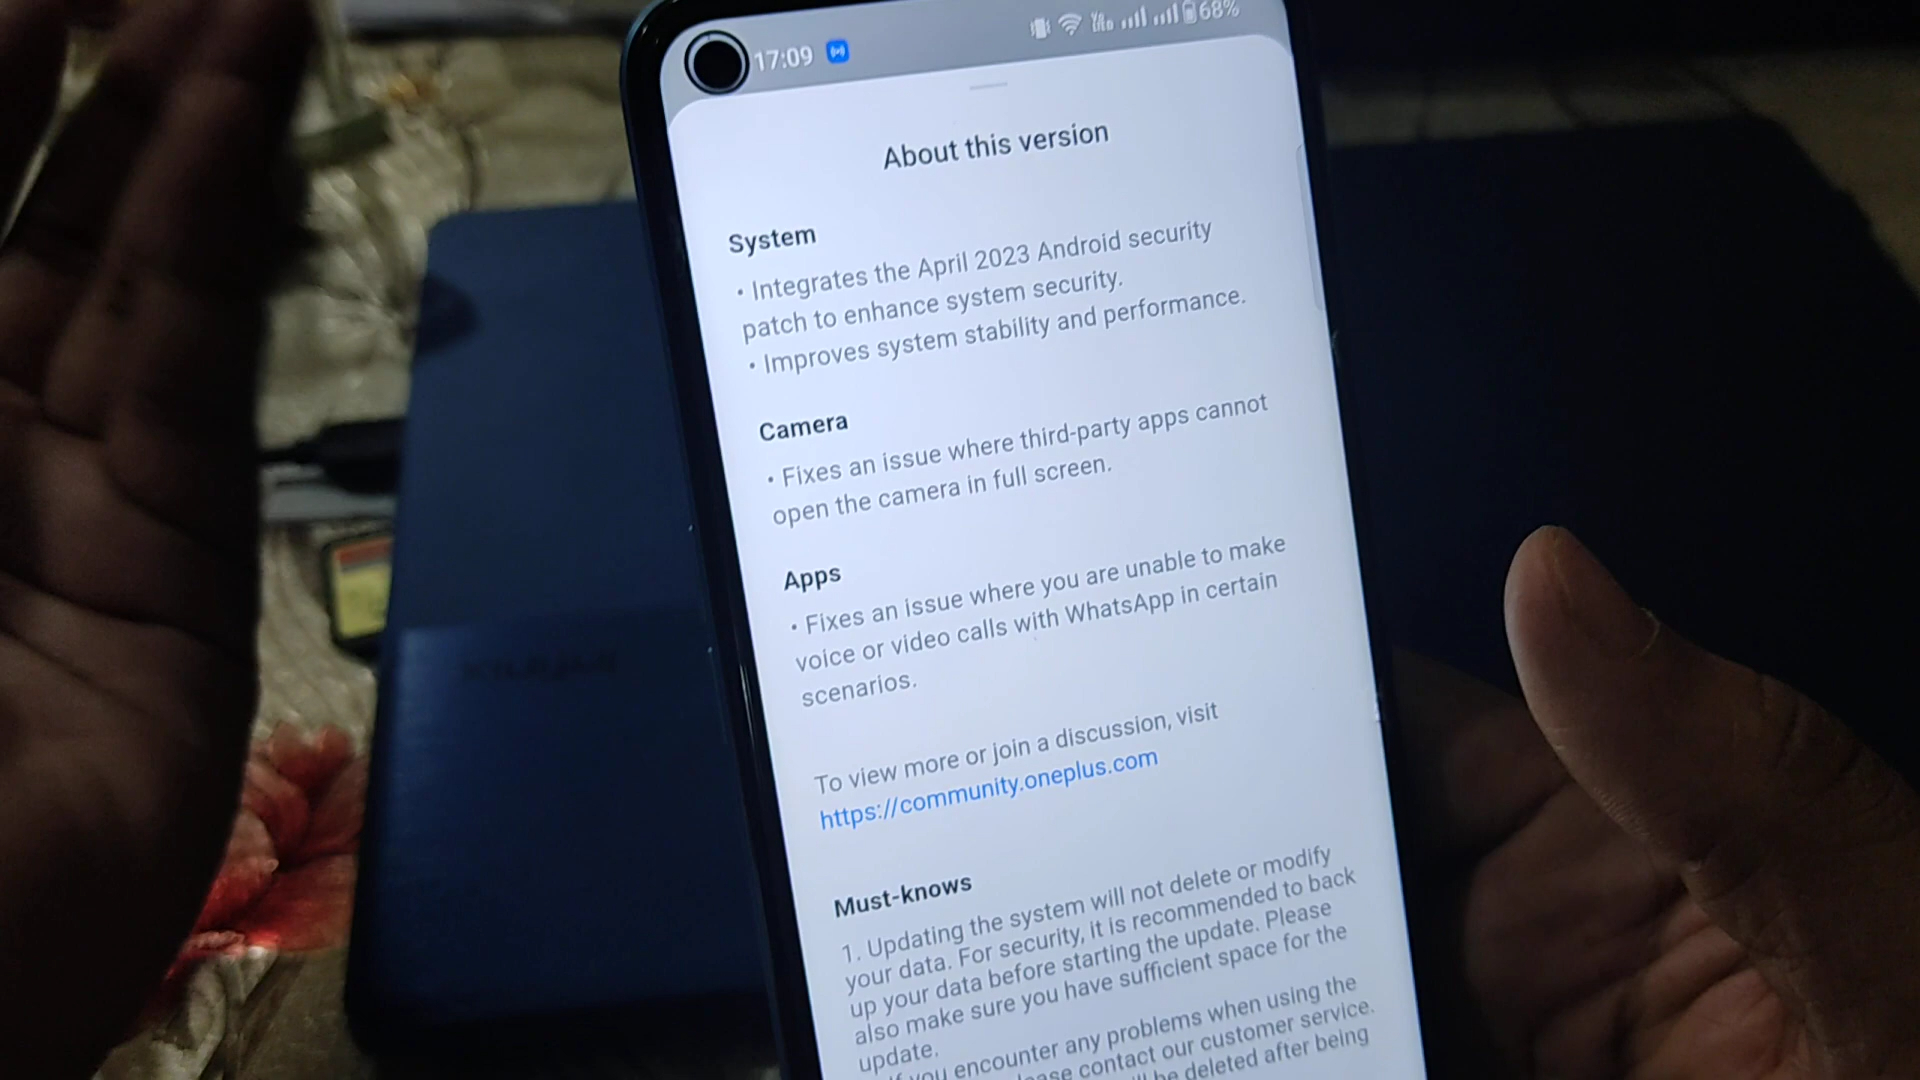 17:09
68%
About this version
System
• Integrates the April 2023 Android security
patch to enhance system security.
• Improves system stability and performance.
Camera
• Fixes an issue where third-party apps cannot
open the camera in full screen.
Apps
• Fixes an issue where you are unable to make
voice or video calls with WhatsApp in certain
scenarios.
To view more or join a discussion, visit
https://community.oneplus.com
Must-knows
1. Updating the system will not delete or modify
your data. For security, it is recommended to back
up your data before starting the update. Please
also make sure you have sufficient space for the
update.
you encounter any problems when using the
contact our customer service.
be deleted after being